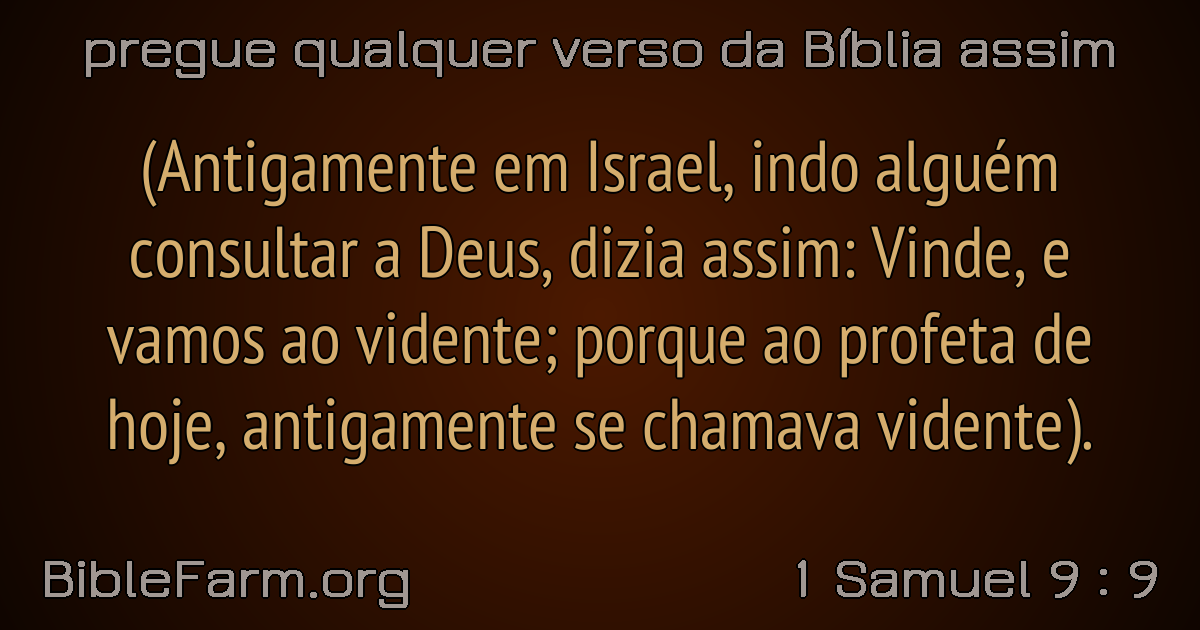 pregue qualquer verso da Bíblia assim
(Antigamente em Israel, indo alguém
consultar a Deus, dizia assim: Vinde, e
vamos ao vidente; porque ao profeta de
hoje, antigamente se chamava vidente).
BibleFarm.org
1 Samuel 9 : 9